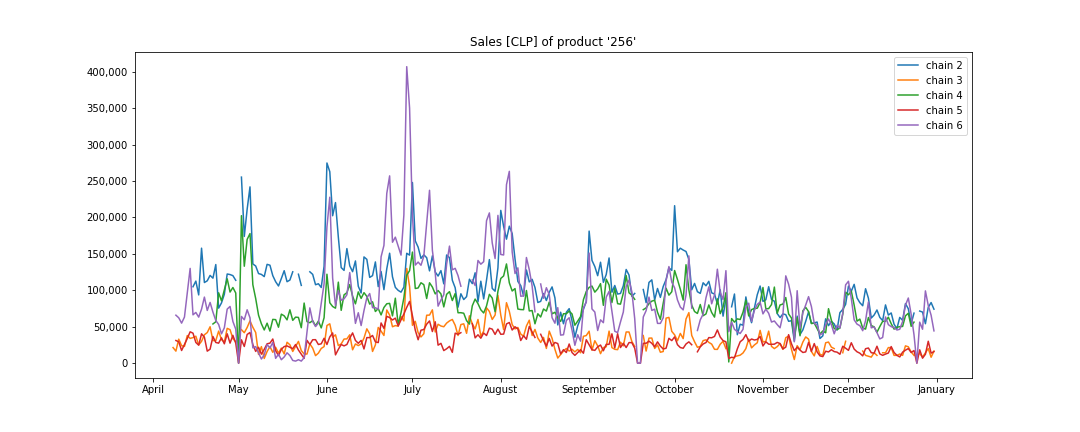 Sales [CLP] of product '256'
400,000
350,000
300,000
250,000
200,000
150,000
100,000
50,000
0
chain 2
chain 3
chain 4
chain 5
chain 6
April May June July August September October November December January